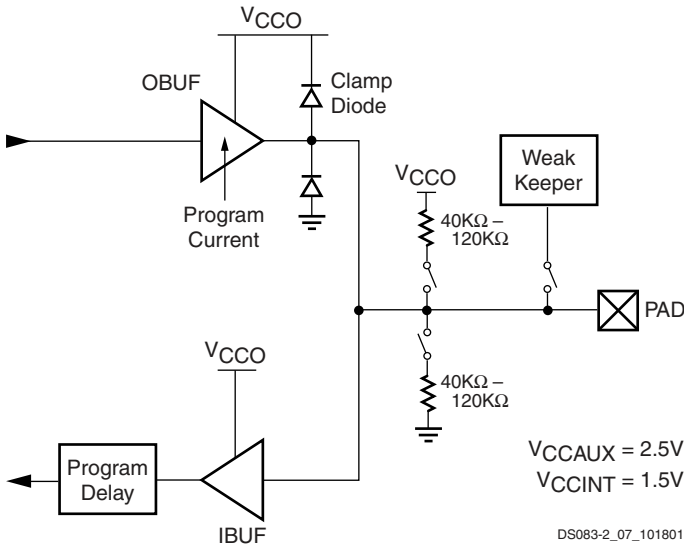 VCCO
OBUF
Clamp
Diode
Program
Current
VCCO
40KΩ –
120KΩ
Weak
Keeper
PAD
VCCO
40KΩ –
120KΩ
Program
Delay
IBUF
VCCAUX = 2.5V
VCCINT = 1.5V
DS083-2_07_101801